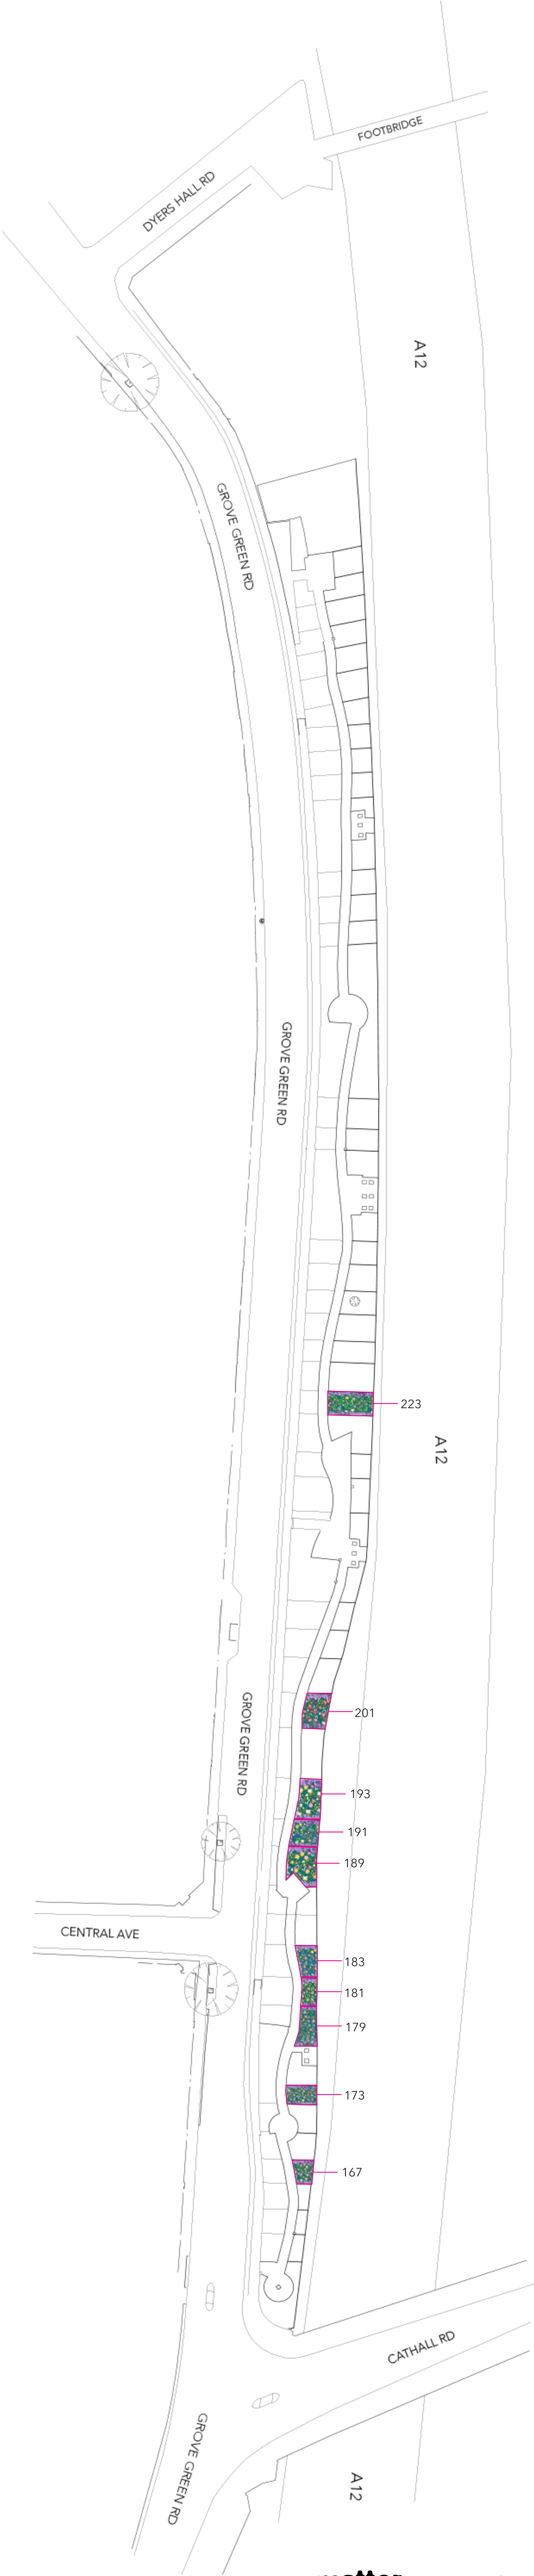 FOOTBRIDGE
DYERS HALL RD
A12
GROVE GREEN RD
GROVE GREEN RD
223
A12
201
GROVE GREEN RD
193
191
189
CENTRAL AVE
183
181
179
173
167
CATHALL RD
GROVE GREEN RD
A12